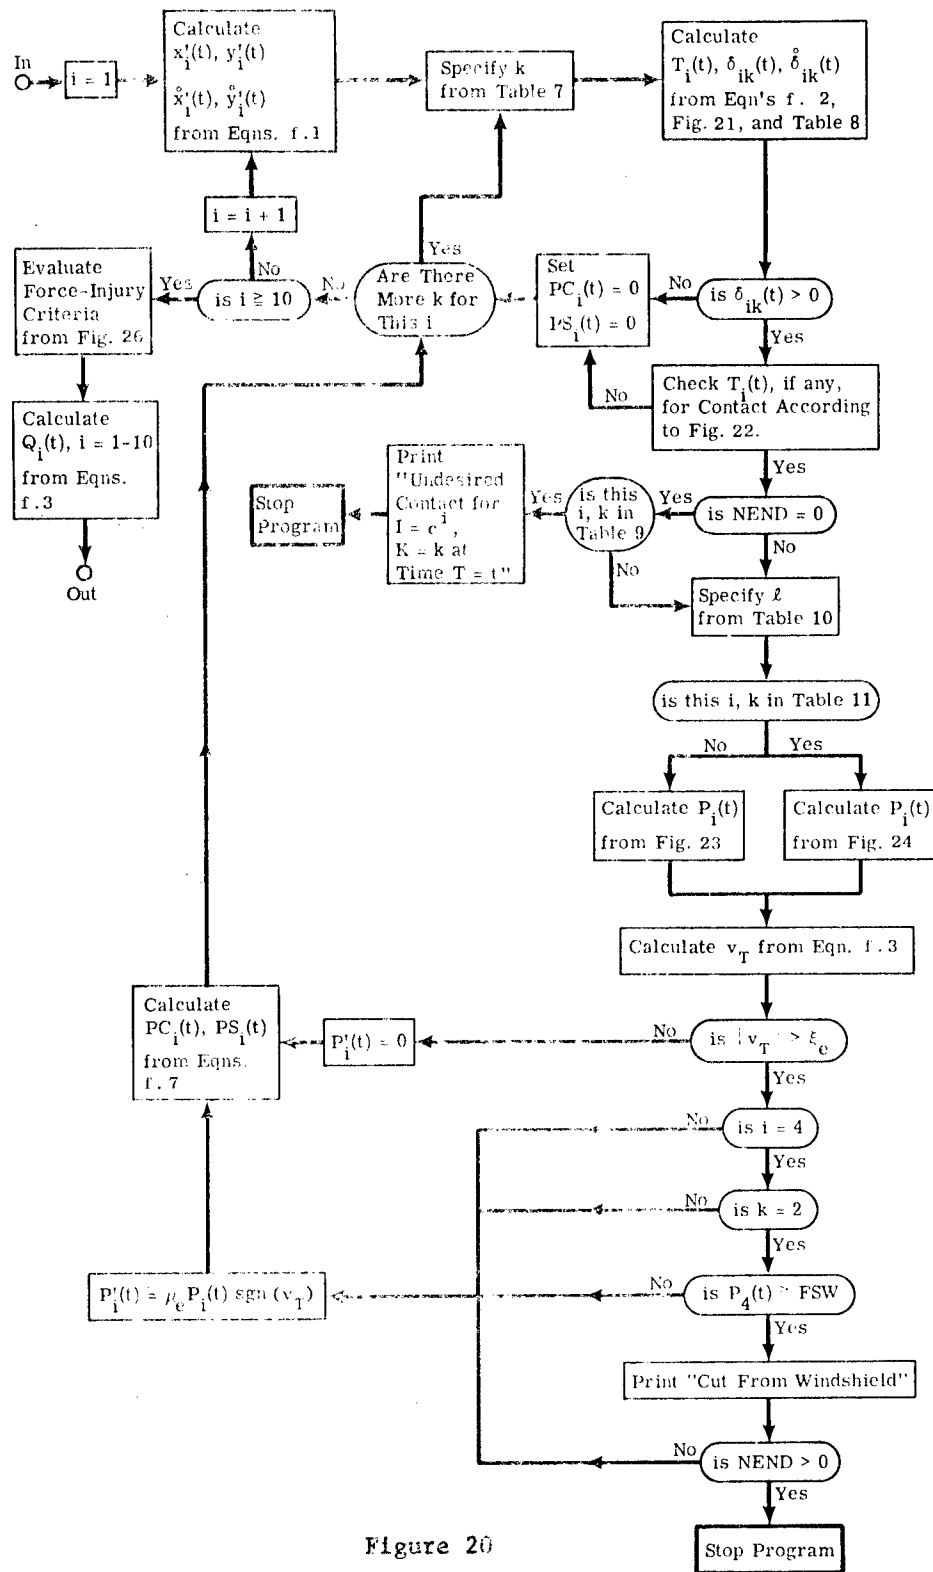 In
i = 1
Calculate
x'i(t), y'i(t)
x̊'i(t), ẙ'i(t)
from Eqns. f.1
Specify k
from Table 7
Calculate
Ti(t), δik(t), δ̊ik(t)
from Eqn's f. 2,
Fig. 21, and Table 8
i = i + 1
Evaluate
Force-Injury
Criteria
from Fig. 26
Yes
is i ≧ 10
No
No
Are There
More k for
This i
Yes
Set
PCi(t) = 0
PSi(t) = 0
No
is δik(t) > 0
Yes
Calculate
Qi(t), i = 1-10
from Eqns.
f.3
Out
No
Check Ti(t), if any,
for Contact According
to Fig. 22.
Yes
Stop
Program
Print
"Undesired
Contact for
I = c i,
K = k at
Time T = t"
Yes
is this
i, k in
Table 9
Yes
is NEND = 0
No
No
Specify ℓ
from Table 10
is this i, k in Table 11
No
Yes
Calculate Pi(t)
from Fig. 23
Calculate Pi(t)
from Fig. 24
Calculate vT from Eqn. f.3
Calculate
PCi(t), PSi(t)
from Eqns.
f.7
P'i(t) = 0
No
is |vT| > ξe
Yes
No
is i = 4
Yes
No
is k = 2
Yes
P'i(t) = μe Pi(t) sgn (vT)
No
is P4(t) FSW
Yes
Print "Cut From Windshield"
No
is NEND > 0
Yes
Stop Program
Figure 20